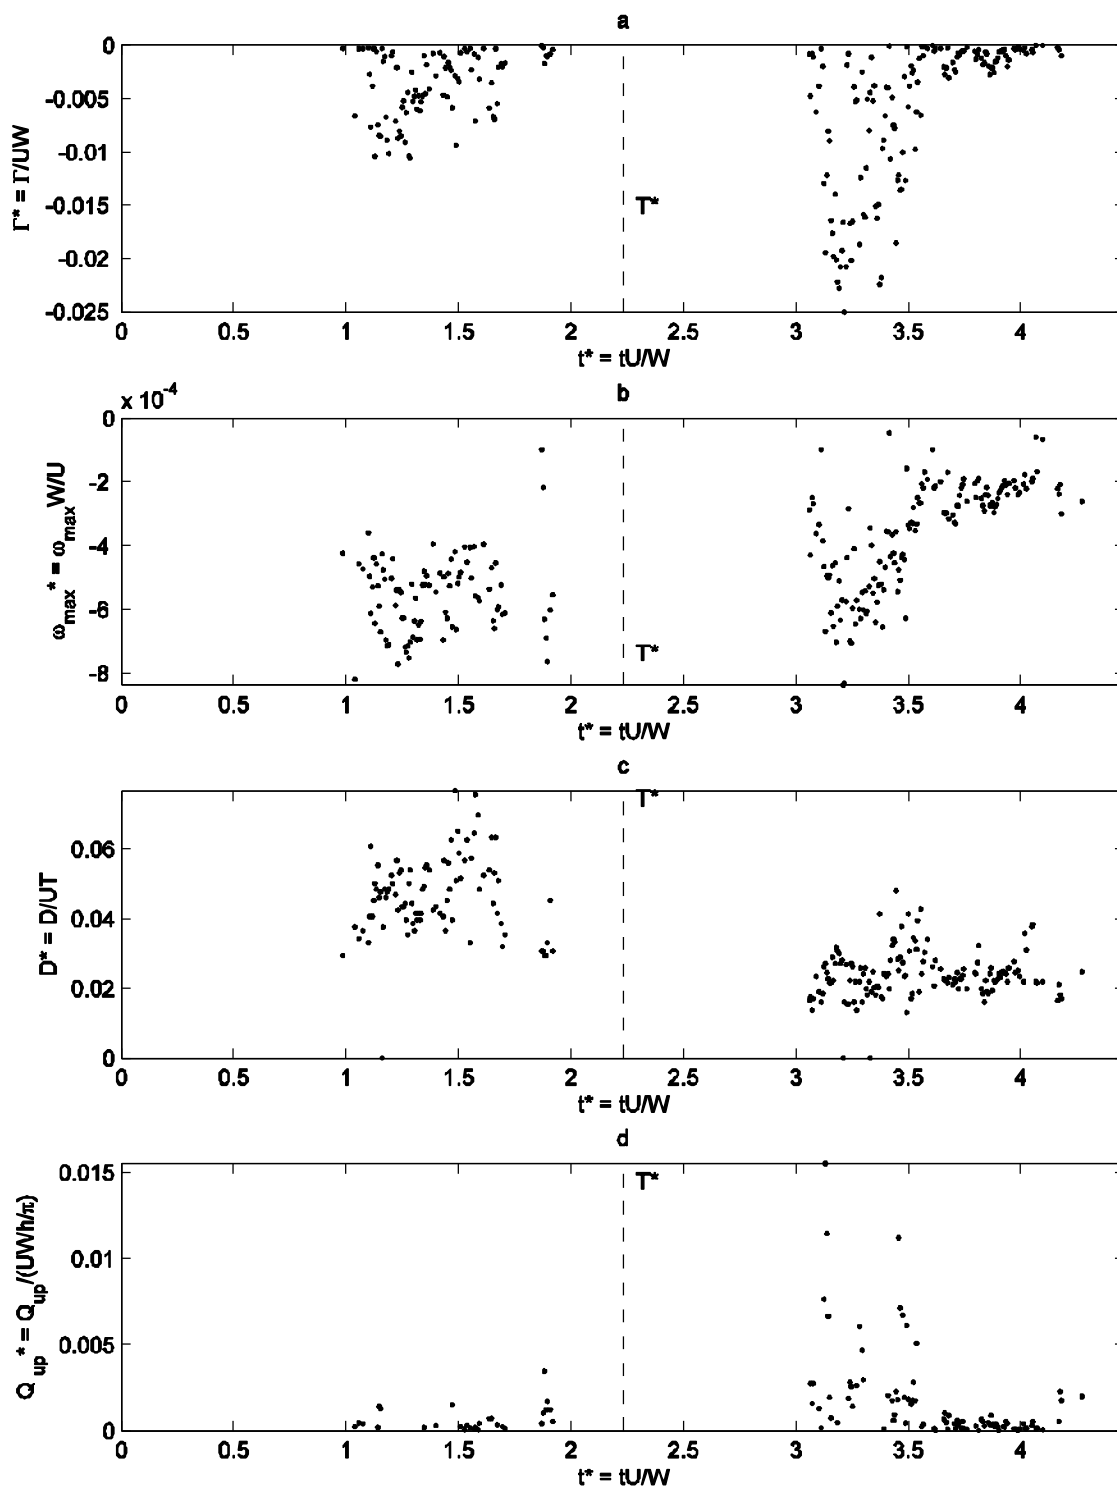 a
0
-0.005
-0.01
-0.015
-0.02
-0.025
Γ* = Γ/UW
T*
0 0.5 1 1.5 2 2.5 3 3.5 4
t* = tU/W
b
x 10^-4
0
-2
-4
-6
-8
ω_max* = ω_max W/U
T*
0 0.5 1 1.5 2 2.5 3 3.5 4
t* = tU/W
c
0.06
0.04
0.02
0
D* = D/UT
T*
0 0.5 1 1.5 2 2.5 3 3.5 4
t* = tU/W
d
0.015
0.01
0.005
0
Q_up* = Q_up/(UWh/π)
T*
0 0.5 1 1.5 2 2.5 3 3.5 4
t* = tU/W